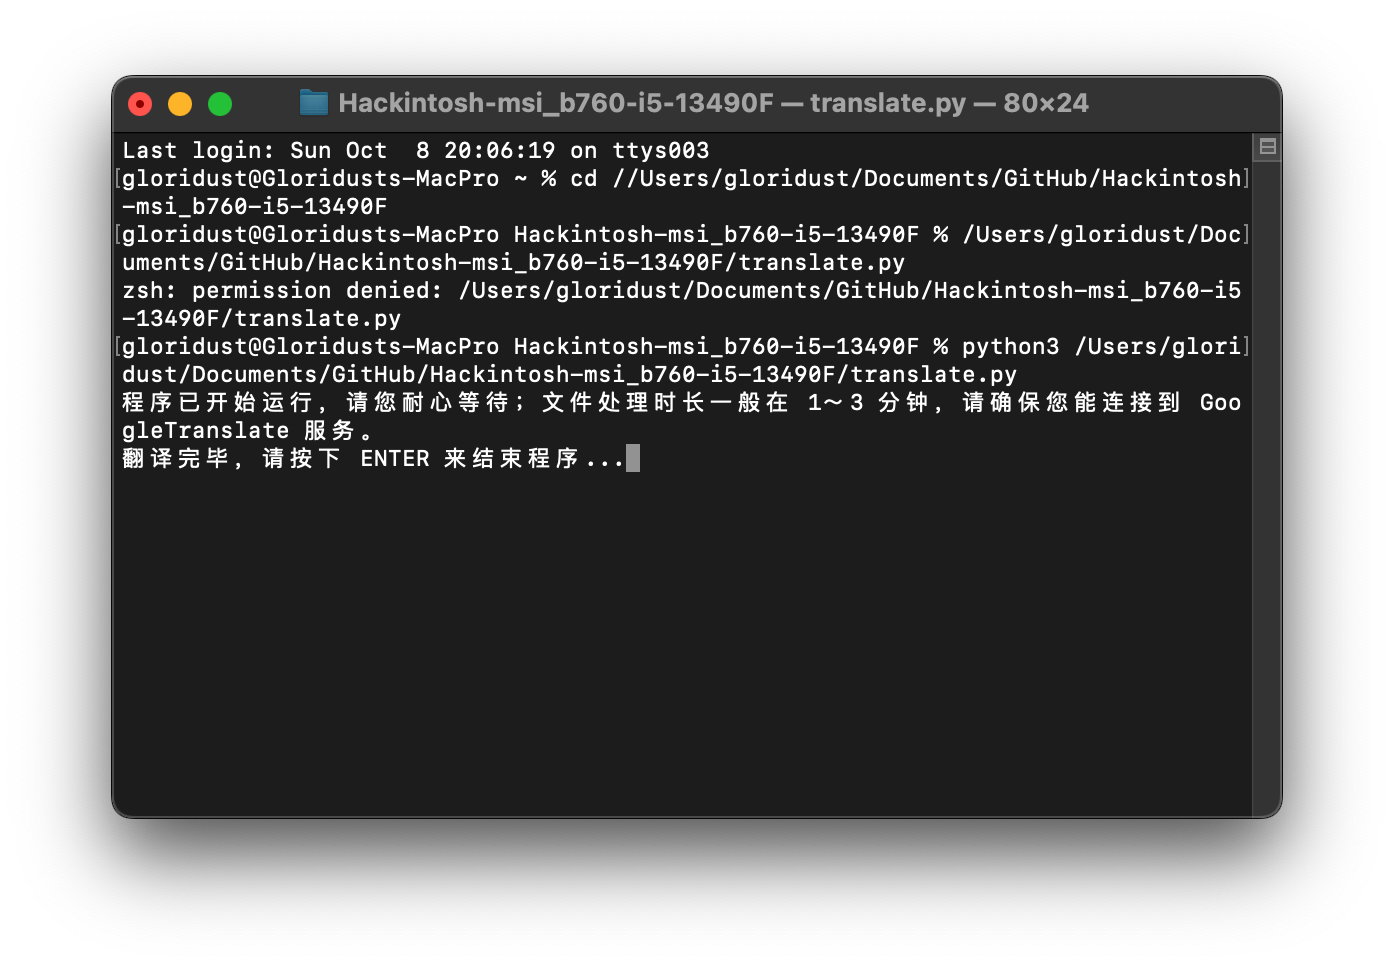 Hackintosh-msi_b760-i5-13490F — translate.py — 80×24
Last login: Sun Oct  8 20:06:19 on ttys003
[gloridust@Gloridusts-MacPro ~ % cd //Users/gloridust/Documents/GitHub/Hackintosh]
-msi_b760-i5-13490F
[gloridust@Gloridusts-MacPro Hackintosh-msi_b760-i5-13490F % /Users/gloridust/Doc]
uments/GitHub/Hackintosh-msi_b760-i5-13490F/translate.py
zsh: permission denied: /Users/gloridust/Documents/GitHub/Hackintosh-msi_b760-i5
-13490F/translate.py
[gloridust@Gloridusts-MacPro Hackintosh-msi_b760-i5-13490F % python3 /Users/glori]
dust/Documents/GitHub/Hackintosh-msi_b760-i5-13490F/translate.py
程序已开始运行，请您耐心等待；文件处理时长一般在 1～3 分钟，请确保您能连接到 Goo
gleTranslate 服务。
翻译完毕，请按下 ENTER 来结束程序...